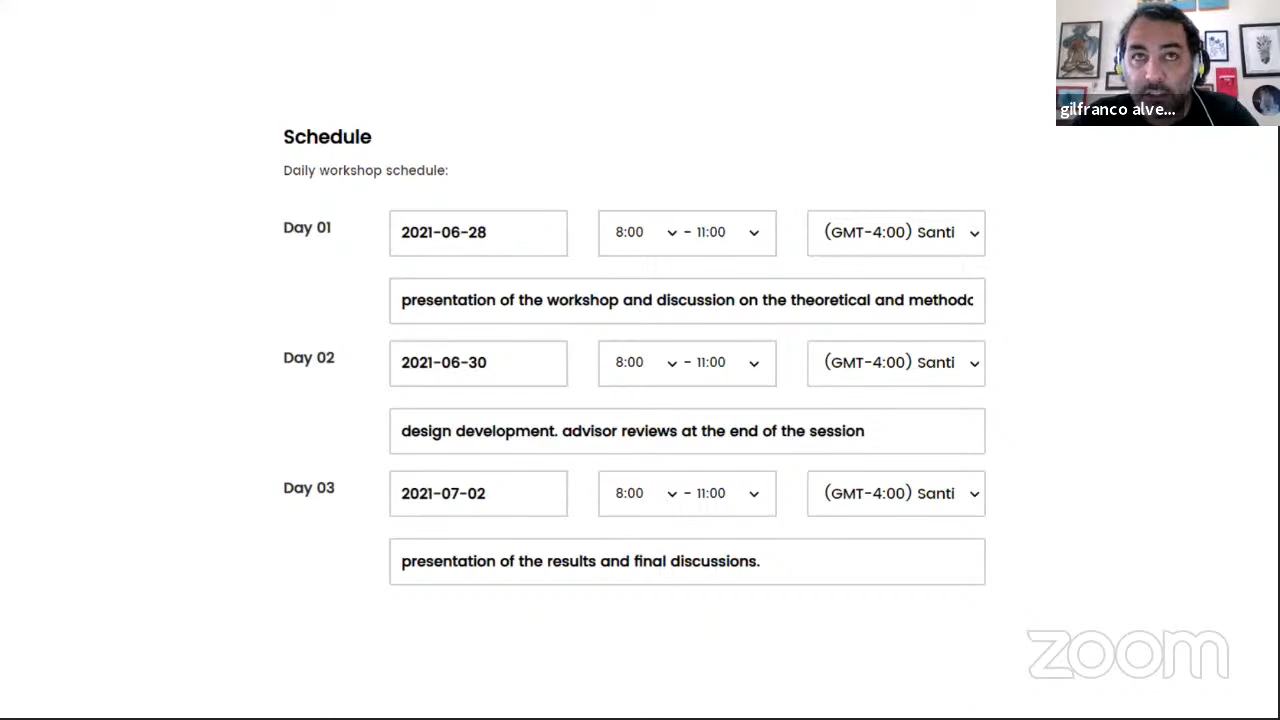 gilfranco alve...
Schedule
Daily workshop schedule:
Day 01
2021-06-28
8:00 - 11:00
(GMT-4:00) Santi
presentation of the workshop and discussion on the theoretical and methodo
Day 02
2021-06-30
8:00 - 11:00
(GMT-4:00) Santi
design development. advisor reviews at the end of the session
Day 03
2021-07-02
8:00 - 11:00
(GMT-4:00) Santi
presentation of the results and final discussions.
zoom